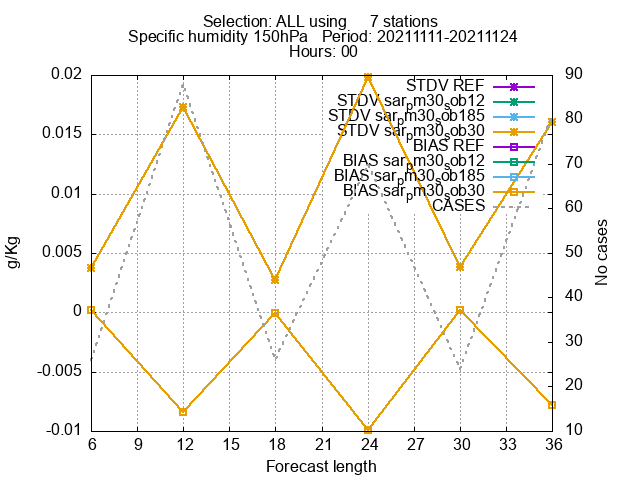 Selection: ALL using 7 stations
Specific humidity 150hPa Period: 20211111-20211124
Hours: 00
0.02
0.015
0.01
0.005
0
-0.005
-0.01
g/Kg
STDV REF
STDV sar_pm30_sob12
STDV sar_pm30_sob185
STDV sar_pm30_sob30
BIAS REF
BIAS sar_pm30_sob12
BIAS sar_pm30_sob185
BIAS sar_pm30_sob30
CASES
90
80
70
60
50
40
30
20
10
No cases
6 9 12 15 18 21 24 27 30 33 36
Forecast length